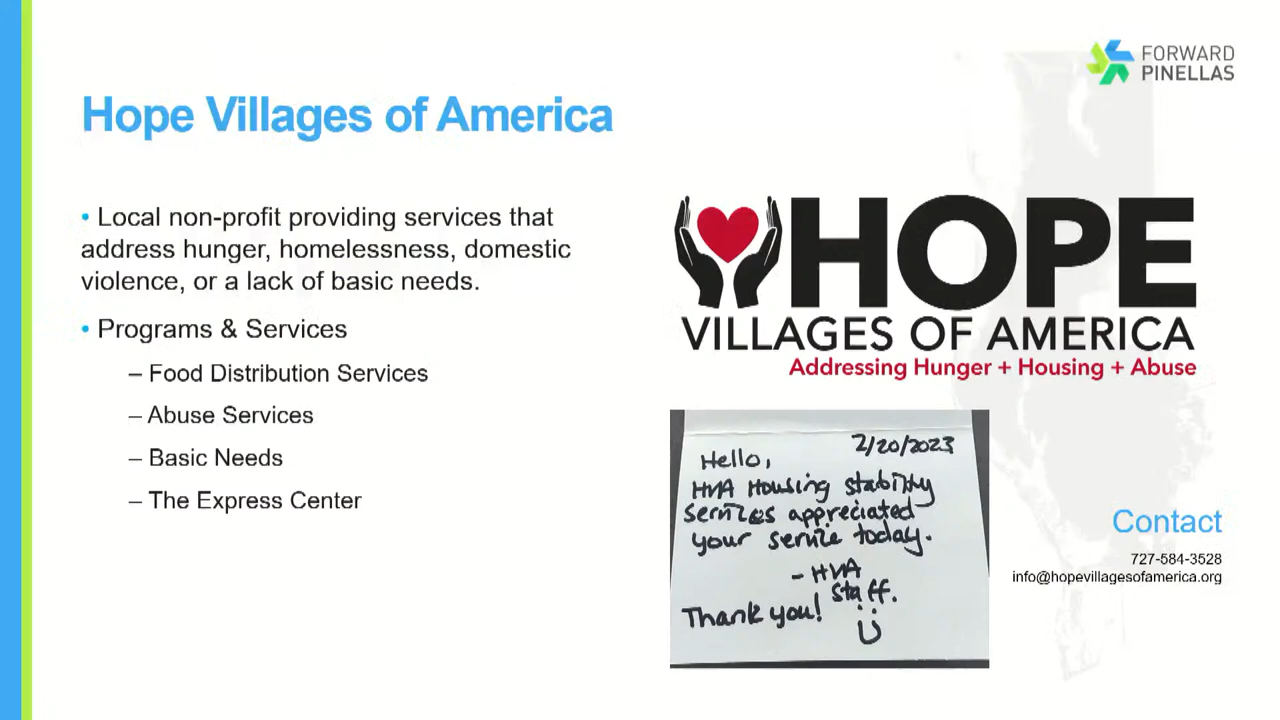 FORWARD
PINELLAS
Hope Villages of America
• Local non-profit providing services that
address hunger, homelessness, domestic
violence, or a lack of basic needs.
• Programs & Services
– Food Distribution Services
– Abuse Services
– Basic Needs
– The Express Center
HOPE
VILLAGES OF AMERICA
Addressing Hunger + Housing + Abuse
2/20/2023
Hello,
HVA Housing stability
services appreciated
your service today.
- HVA
staff.
Thank you!
Contact
727-584-3528
info@hopevillagesofamerica.org